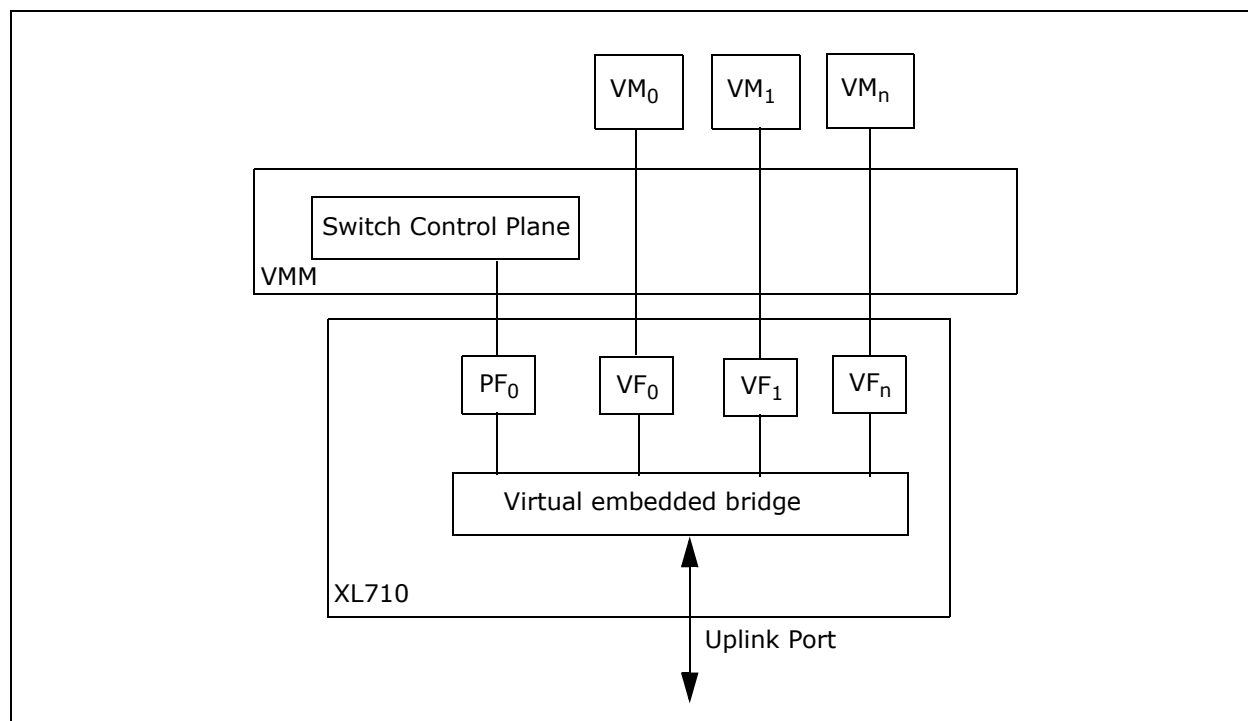 VM0
VM1
VMn
Switch Control Plane
VMM
PF0
VF0
VF1
VFn
Virtual embedded bridge
XL710
Uplink Port